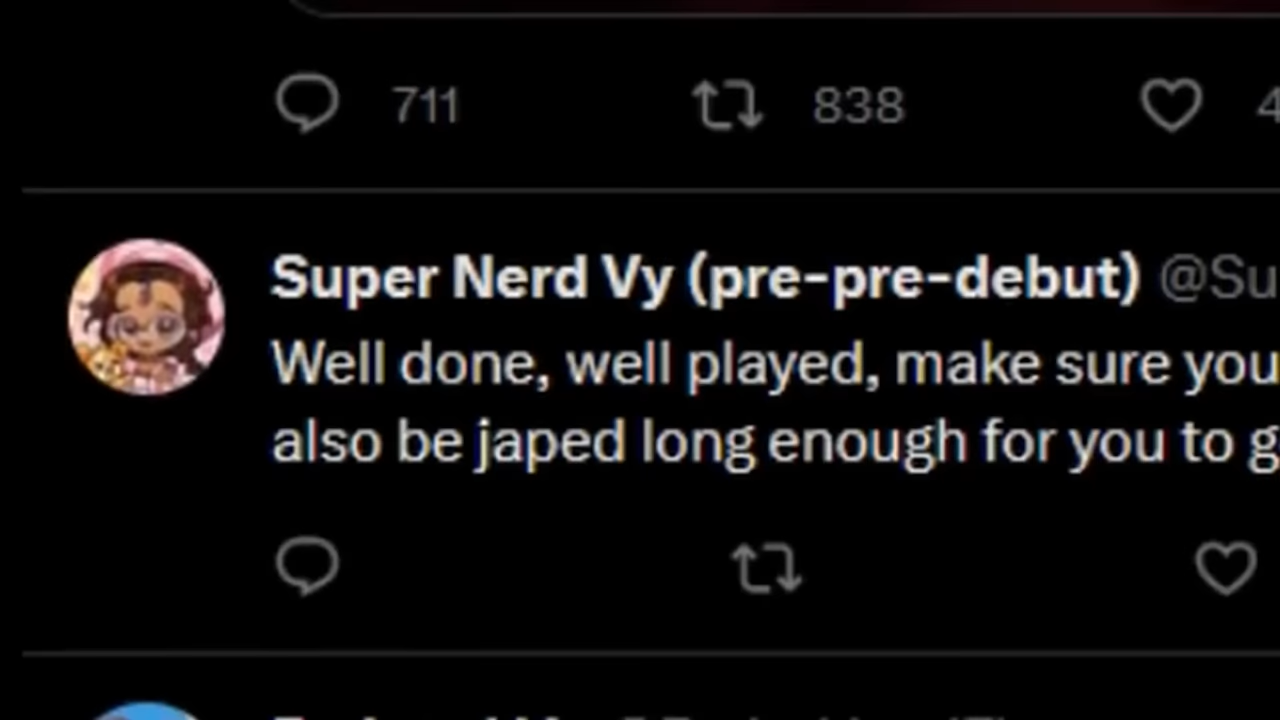 711 838 4
Super Nerd Vy (pre-pre-debut) @Su
Well done, well played, make sure you
also be japed long enough for you to g